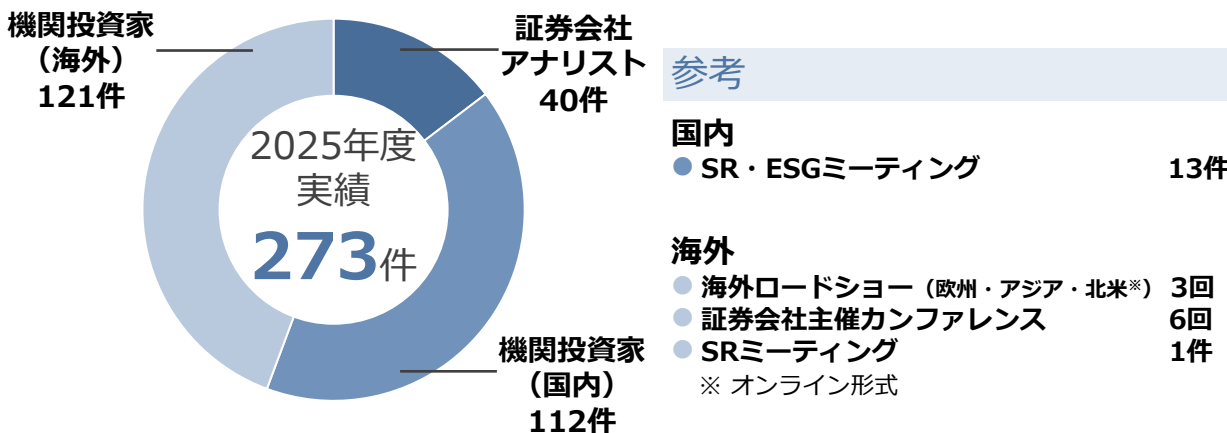 機関投資家
（海外）
121件
証券会社
アナリスト
40件
2025年度
実績
273件
機関投資家
（国内）
112件
参考
国内
● SR・ESGミーティング 13件
海外
● 海外ロードショー（欧州・アジア・北米※） 3回
● 証券会社主催カンファレンス 6回
● SRミーティング 1件
※ オンライン形式